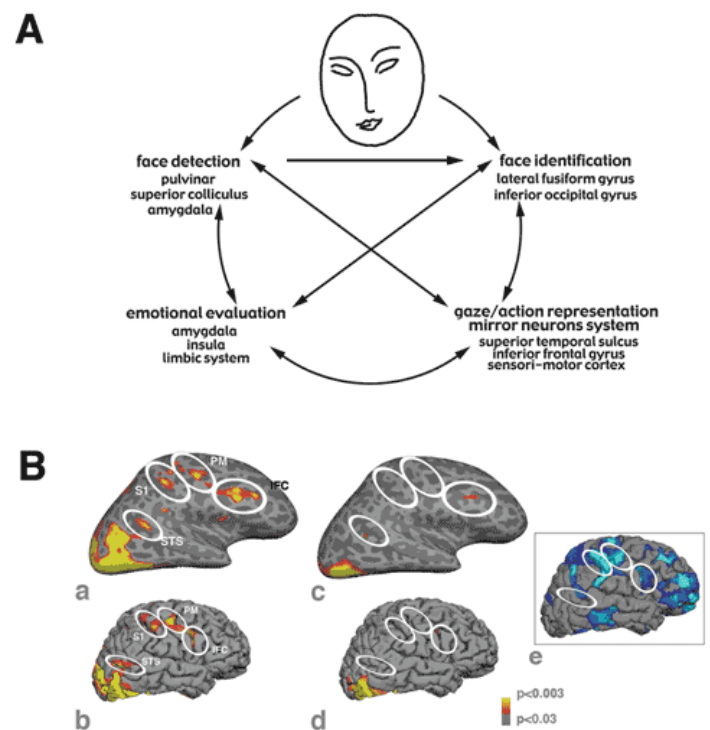 A
face detection
pulvinar
superior colliculus
amygdala
face identification
lateral fusiform gyrus
inferior occipital gyrus
emotional evaluation
amygdala
insula
limbic system
gaze/action representation
mirror neurons system
superior temporal sulcus
inferior frontal gyrus
sensori-motor cortex
B
PM
S1
IFC
STS
a
c
PM
S1
IFC
STS
b
d
e
p<0.003
p<0.03